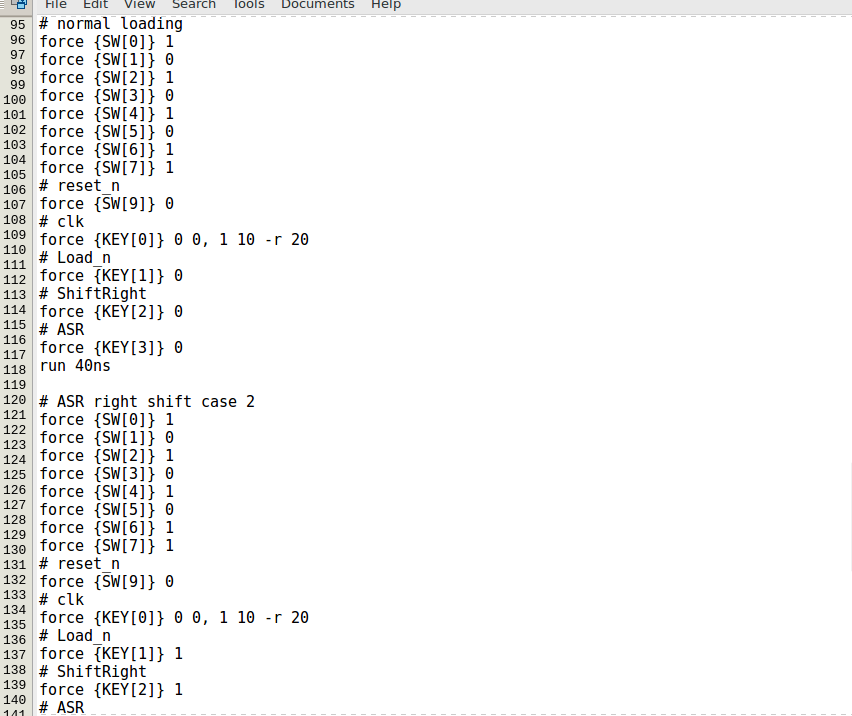 File Edit View Search Tools Documents Help
95 # normal loading
96 force {SW[0]} 1
97 force {SW[1]} 0
98 force {SW[2]} 1
99 force {SW[3]} 0
100 force {SW[4]} 1
101 force {SW[5]} 0
102 force {SW[6]} 1
103 force {SW[7]} 1
104 # reset_n
105 force {SW[9]} 0
106 # clk
107 force {KEY[0]} 0 0, 1 10 -r 20
108 # Load_n
109 force {KEY[1]} 0
110 # ShiftRight
111 force {KEY[2]} 0
112 # ASR
113 force {KEY[3]} 0
114 run 40ns
115
116 # ASR right shift case 2
117 force {SW[0]} 1
118 force {SW[1]} 0
119 force {SW[2]} 1
120 force {SW[3]} 0
121 force {SW[4]} 1
122 force {SW[5]} 0
123 force {SW[6]} 1
124 force {SW[7]} 1
125 # reset_n
126 force {SW[9]} 0
127 # clk
128 force {KEY[0]} 0 0, 1 10 -r 20
129 # Load_n
130 force {KEY[1]} 1
131 # ShiftRight
132 force {KEY[2]} 1
133 # ASR
134
135
136
137
138
139
140
141